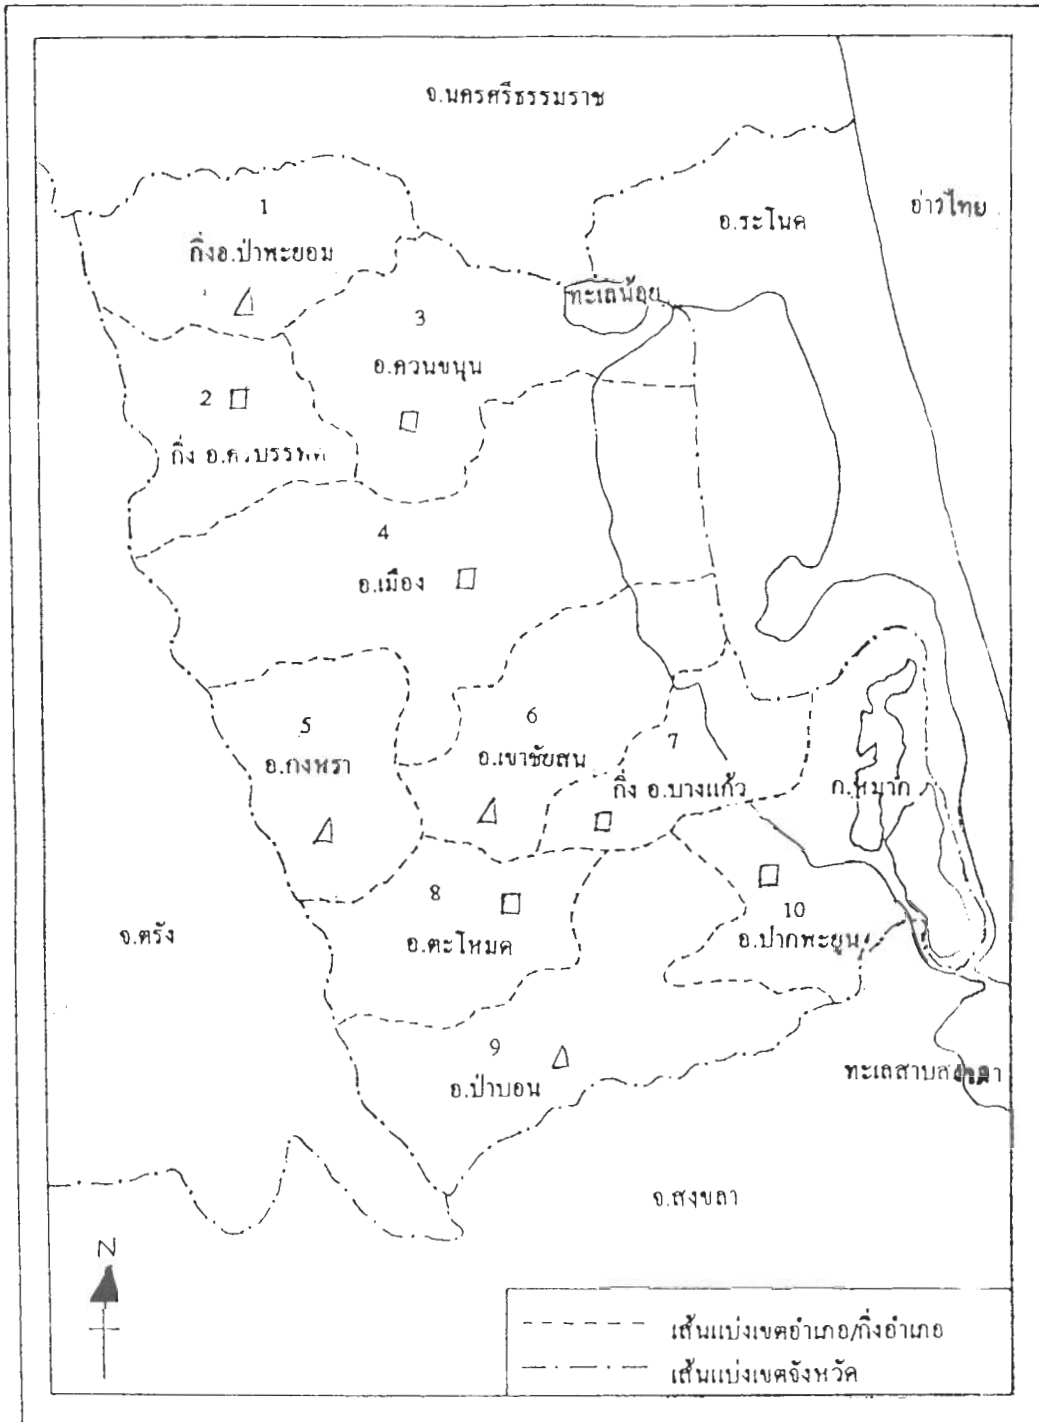 จ.นครศรีธรรมราช
อ่าวไทย
1
อ.ระโนด
กิ่งอ.ป่าพะยอม
ทะเลน้อย
3
อ.ควนขนุน
2
กิ่ง อ.
4
อ.เมือง
5
6
7
อ.กงหรา
อ.เขาชัยสน
กิ่ง อ.บางแก้ว
ก.หมาก
8
10
จ.ตรัง
อ.ตะโหมด
อ.ปากพะยูน
9
อ.ป่าบอน
ทะเลสาบสงขลา
จ.สงขลา
N
เส้นแบ่งเขตอำเภอ/กิ่งอำเภอ
เส้นแบ่งเขตจังหวัด